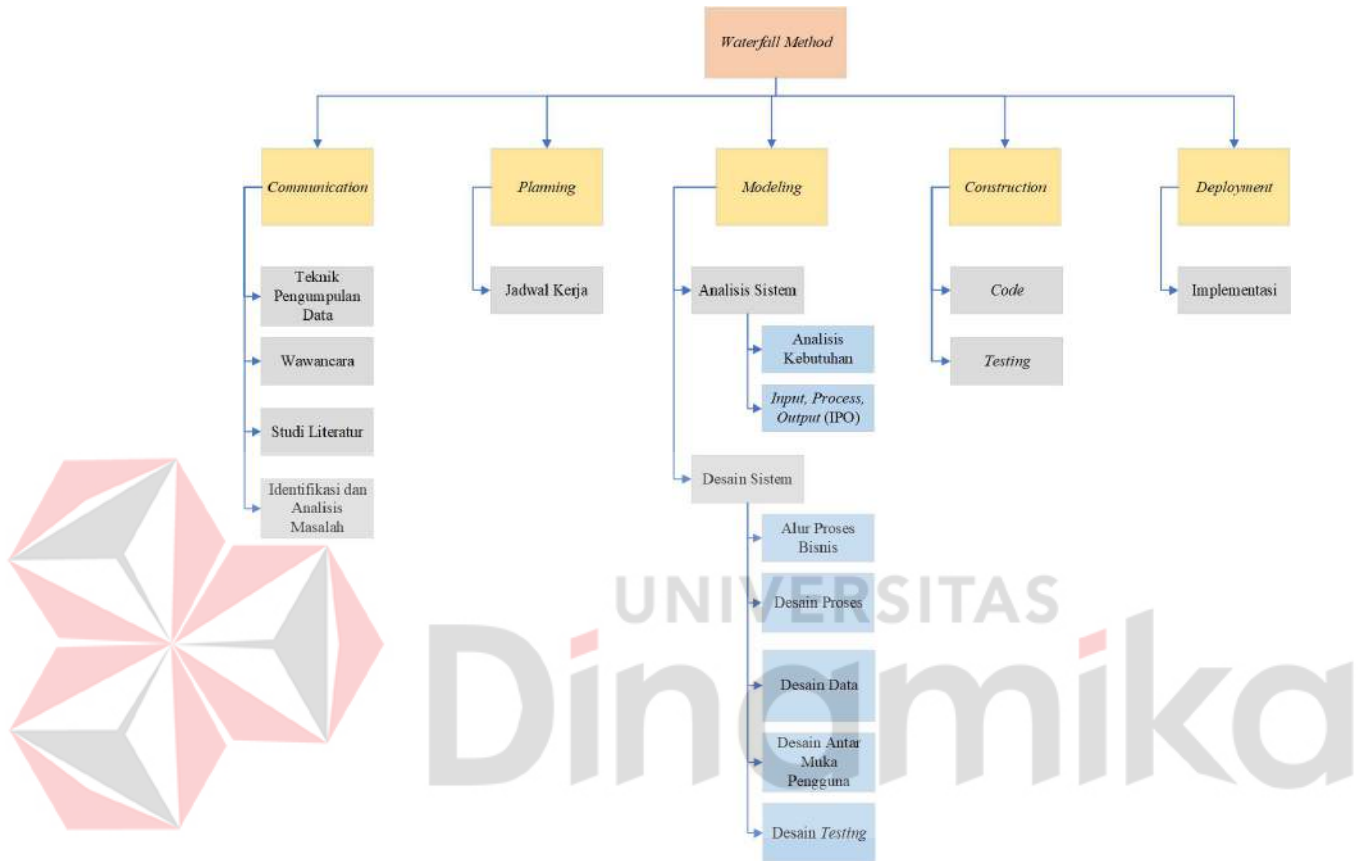 Waterfall Method
Communication
Planning
Modeling
Construction
Deployment
Teknik
Pengumpulan
Data
Wawancara
Studi Literatur
Identifikasi dan
Analisis
Masalah
Jadwal Kerja
Analisis Sistem
Analisis
Kebutuhan
Input, Process,
Output (IPO)
Desain Sistem
Alur Proses
Bisnis
Desain Proses
Desain Data
Desain Antar
Muka
Pengguna
Desain Testing
Code
Testing
Implementasi
UNIVERSITAS
Dinamika